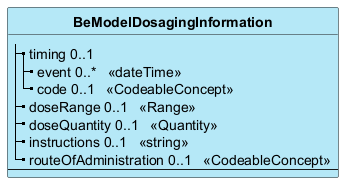 BeModelDosagingInformation
timing 0..1
event 0..* «dateTime»
code 0..1 «CodeableConcept»
doseRange 0..1 «Range»
doseQuantity 0..1 «Quantity»
instructions 0..1 «string»
routeOfAdministration 0..1 «CodeableConcept»